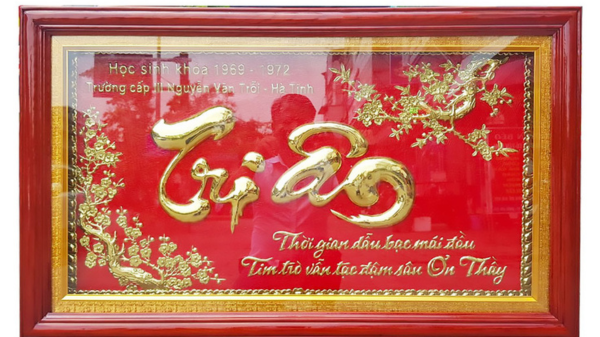 Học sinh khóa 1969 - 1972
Trường cấp II Nguyễn Văn Trỗi - Hà Tĩnh
Tri Ân
Thời gian dẫu bạc mái đầu
Tim trò vẫn tạc đậm sâu Ơn Thầy